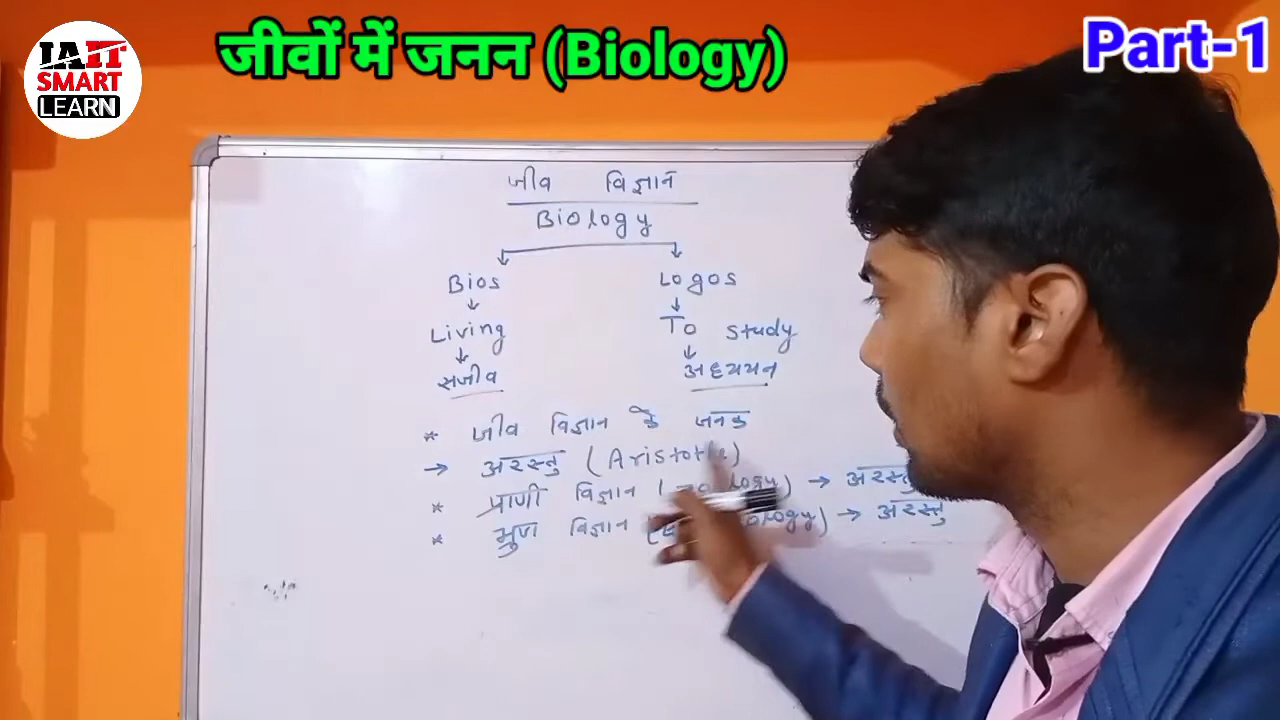 IAIT
SMART
LEARN
जीवों में जनन (Biology)
Part-1
जीव विज्ञान
Biology
Bios Logos
Living To study
सजीव अध्ययन
* जीव विज्ञान के जनक
→ अरस्तु (Aristotle)
* प्राणी विज्ञान → अरस्तु
* भ्रुण विज्ञान → अरस्तु